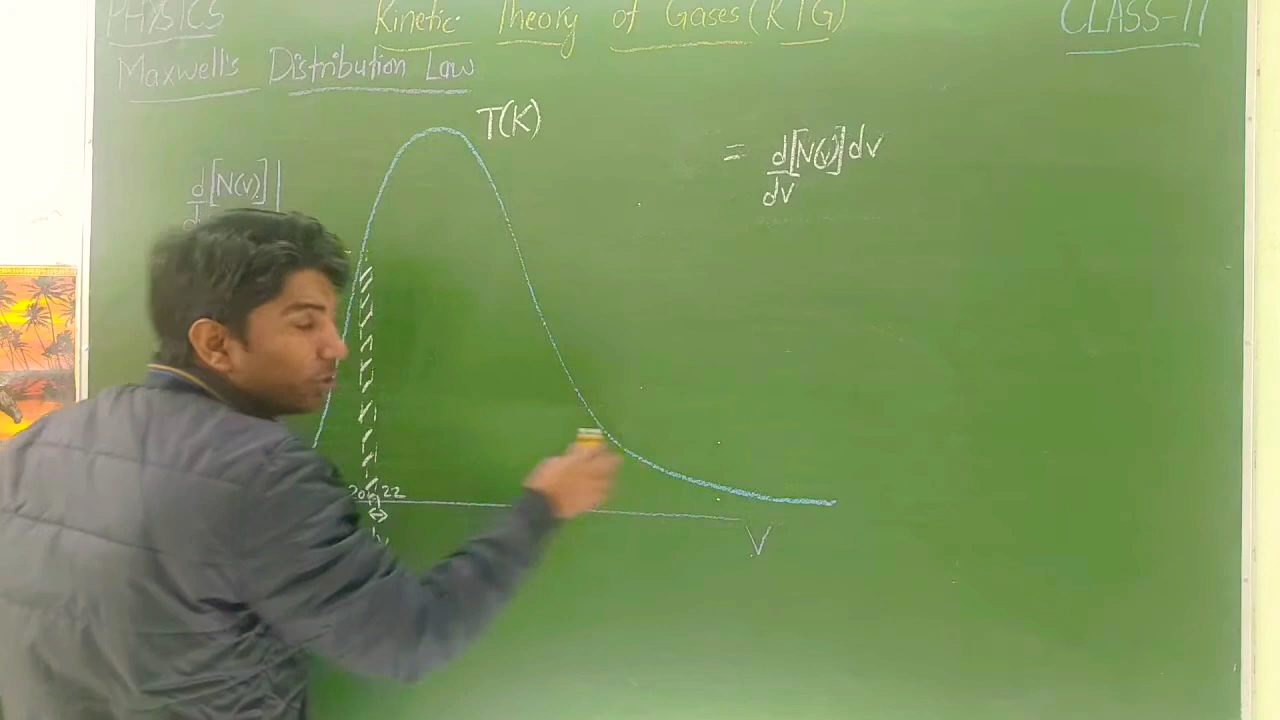 PHYSICS Kinetic Theory of Gases (KTG) CLASS-11
Maxwell's Distribution Law
T(K)
= d/dv [N(v)] dv
d [N(v)]
20 22
V